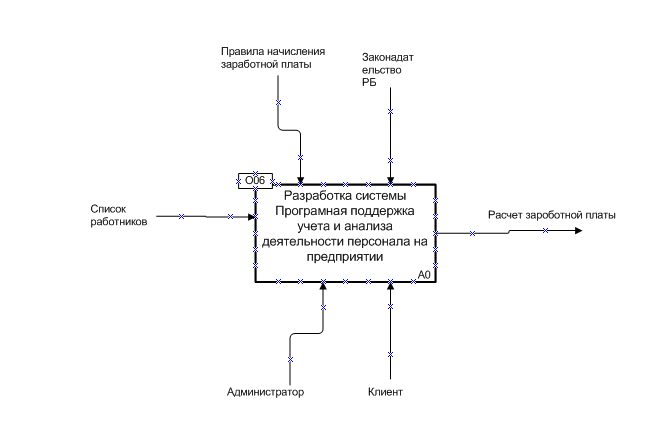 Правила начисления
заработной платы
Законадат
ельство
РБ
О06
Разработка системы
Програмная поддержка
учета и анализа
деятельности персонала на
предприятии
А0
Список
работников
Расчет зароботной платы
Администратор
Клиент